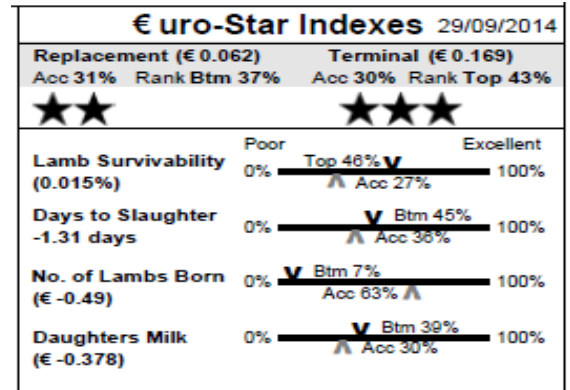 €uro-Star Indexes 29/09/2014
Replacement (€0.062) Terminal (€0.169)
Acc 31% Rank Btm 37% Acc 30% Rank Top 43%
Poor Excellent
Lamb Survivability 0% Top 46% 100%
(0.015%) Acc 27%
Days to Slaughter 0% Btm 45% 100%
-1.31 days Acc 36%
No. of Lambs Born 0% Btm 7% 100%
(€ -0.49) Acc 63%
Daughters Milk 0% Btm 39% 100%
(€ -0.378) Acc 30%